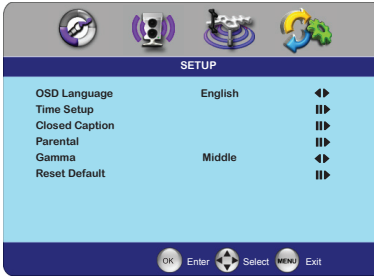 SETUP
OSD Language English
Time Setup
Closed Caption
Parental
Gamma Middle
Reset Default
OK Enter Select MENU Exit